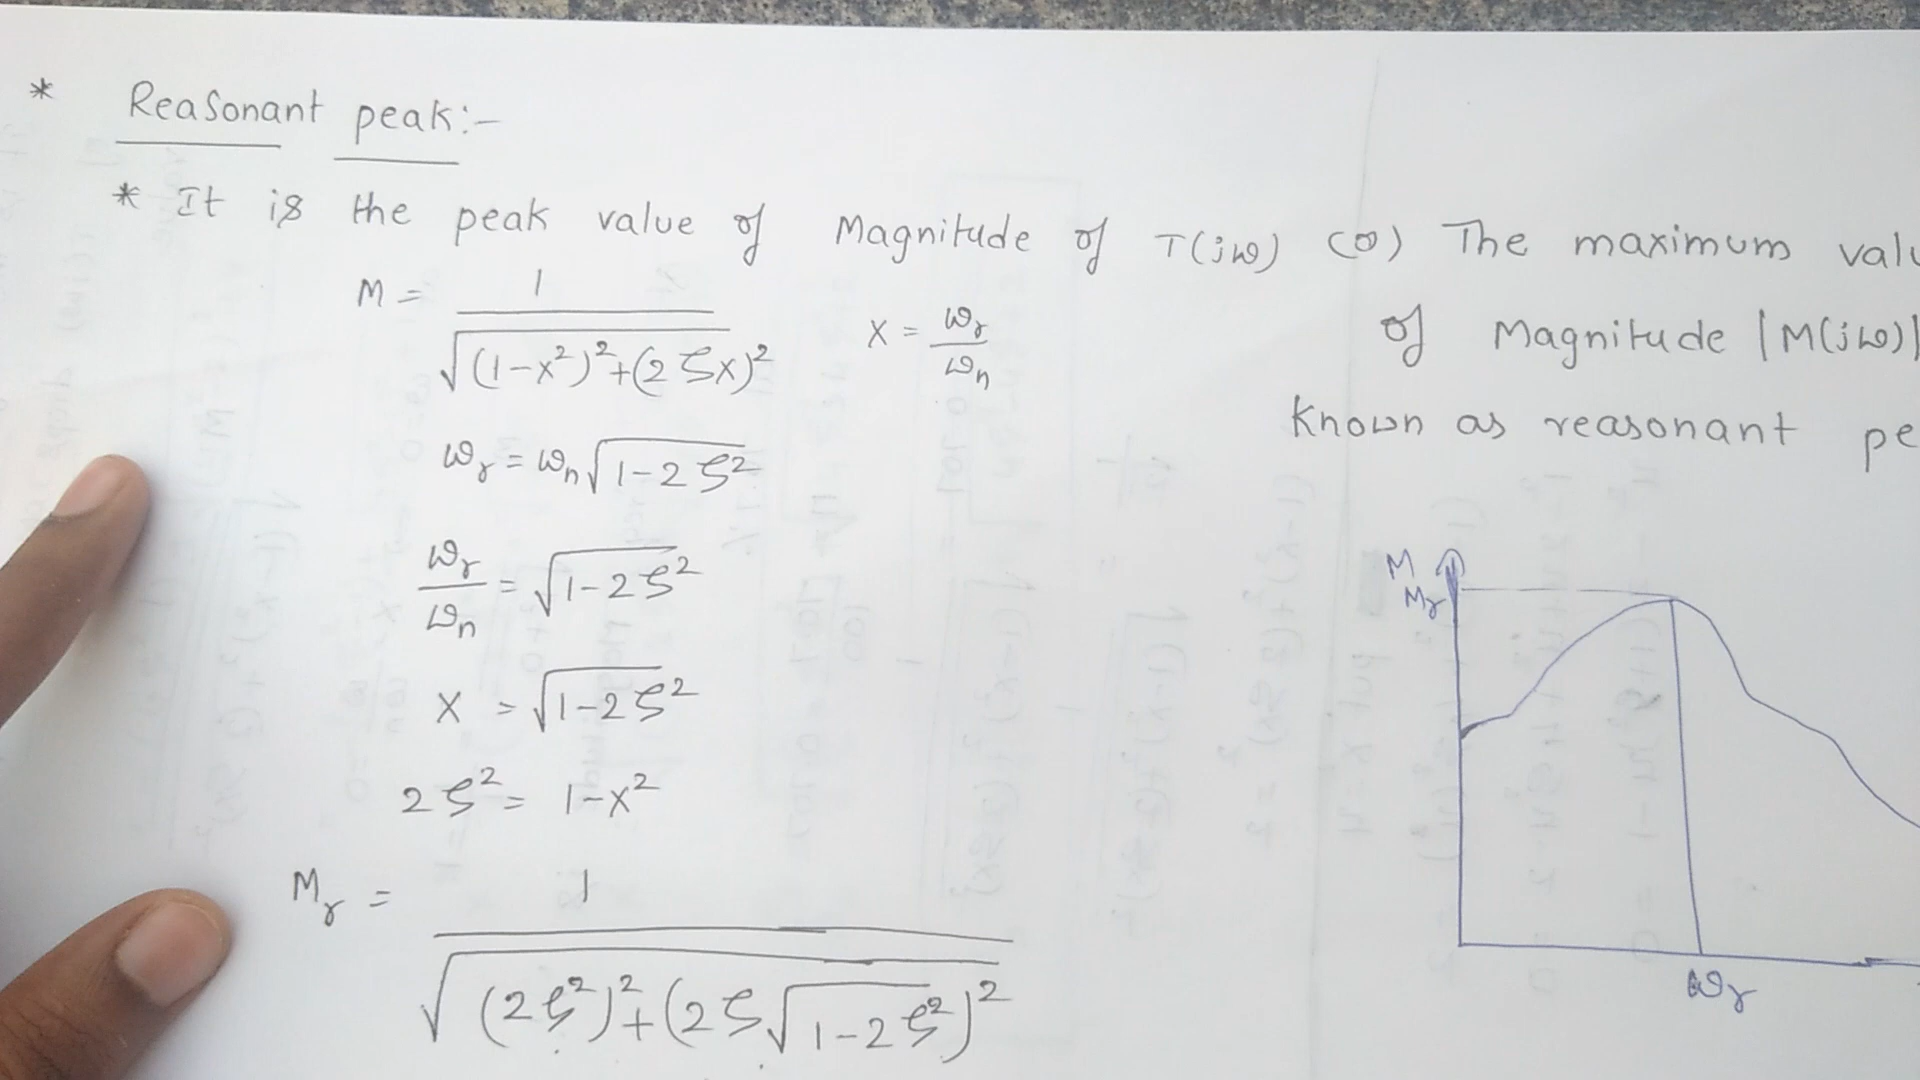 * Reasonant peak:-
* It is the peak value of Magnitude of T(jω) (or) The maximum
of Magnitude |M(jω)|
known as reasonant
M = 1 / √((1-x²)² + (2ζx)²)
x = ωr / ωn
ωr = ωn √(1-2ζ²)
ωr / ωn = √(1-2ζ²)
x = √(1-2ζ²)
2ζ² = 1-x²
Mr = 1 / √((2ζ²)² + (2ζ√(1-2ζ²))²)
M
Mr
ωr